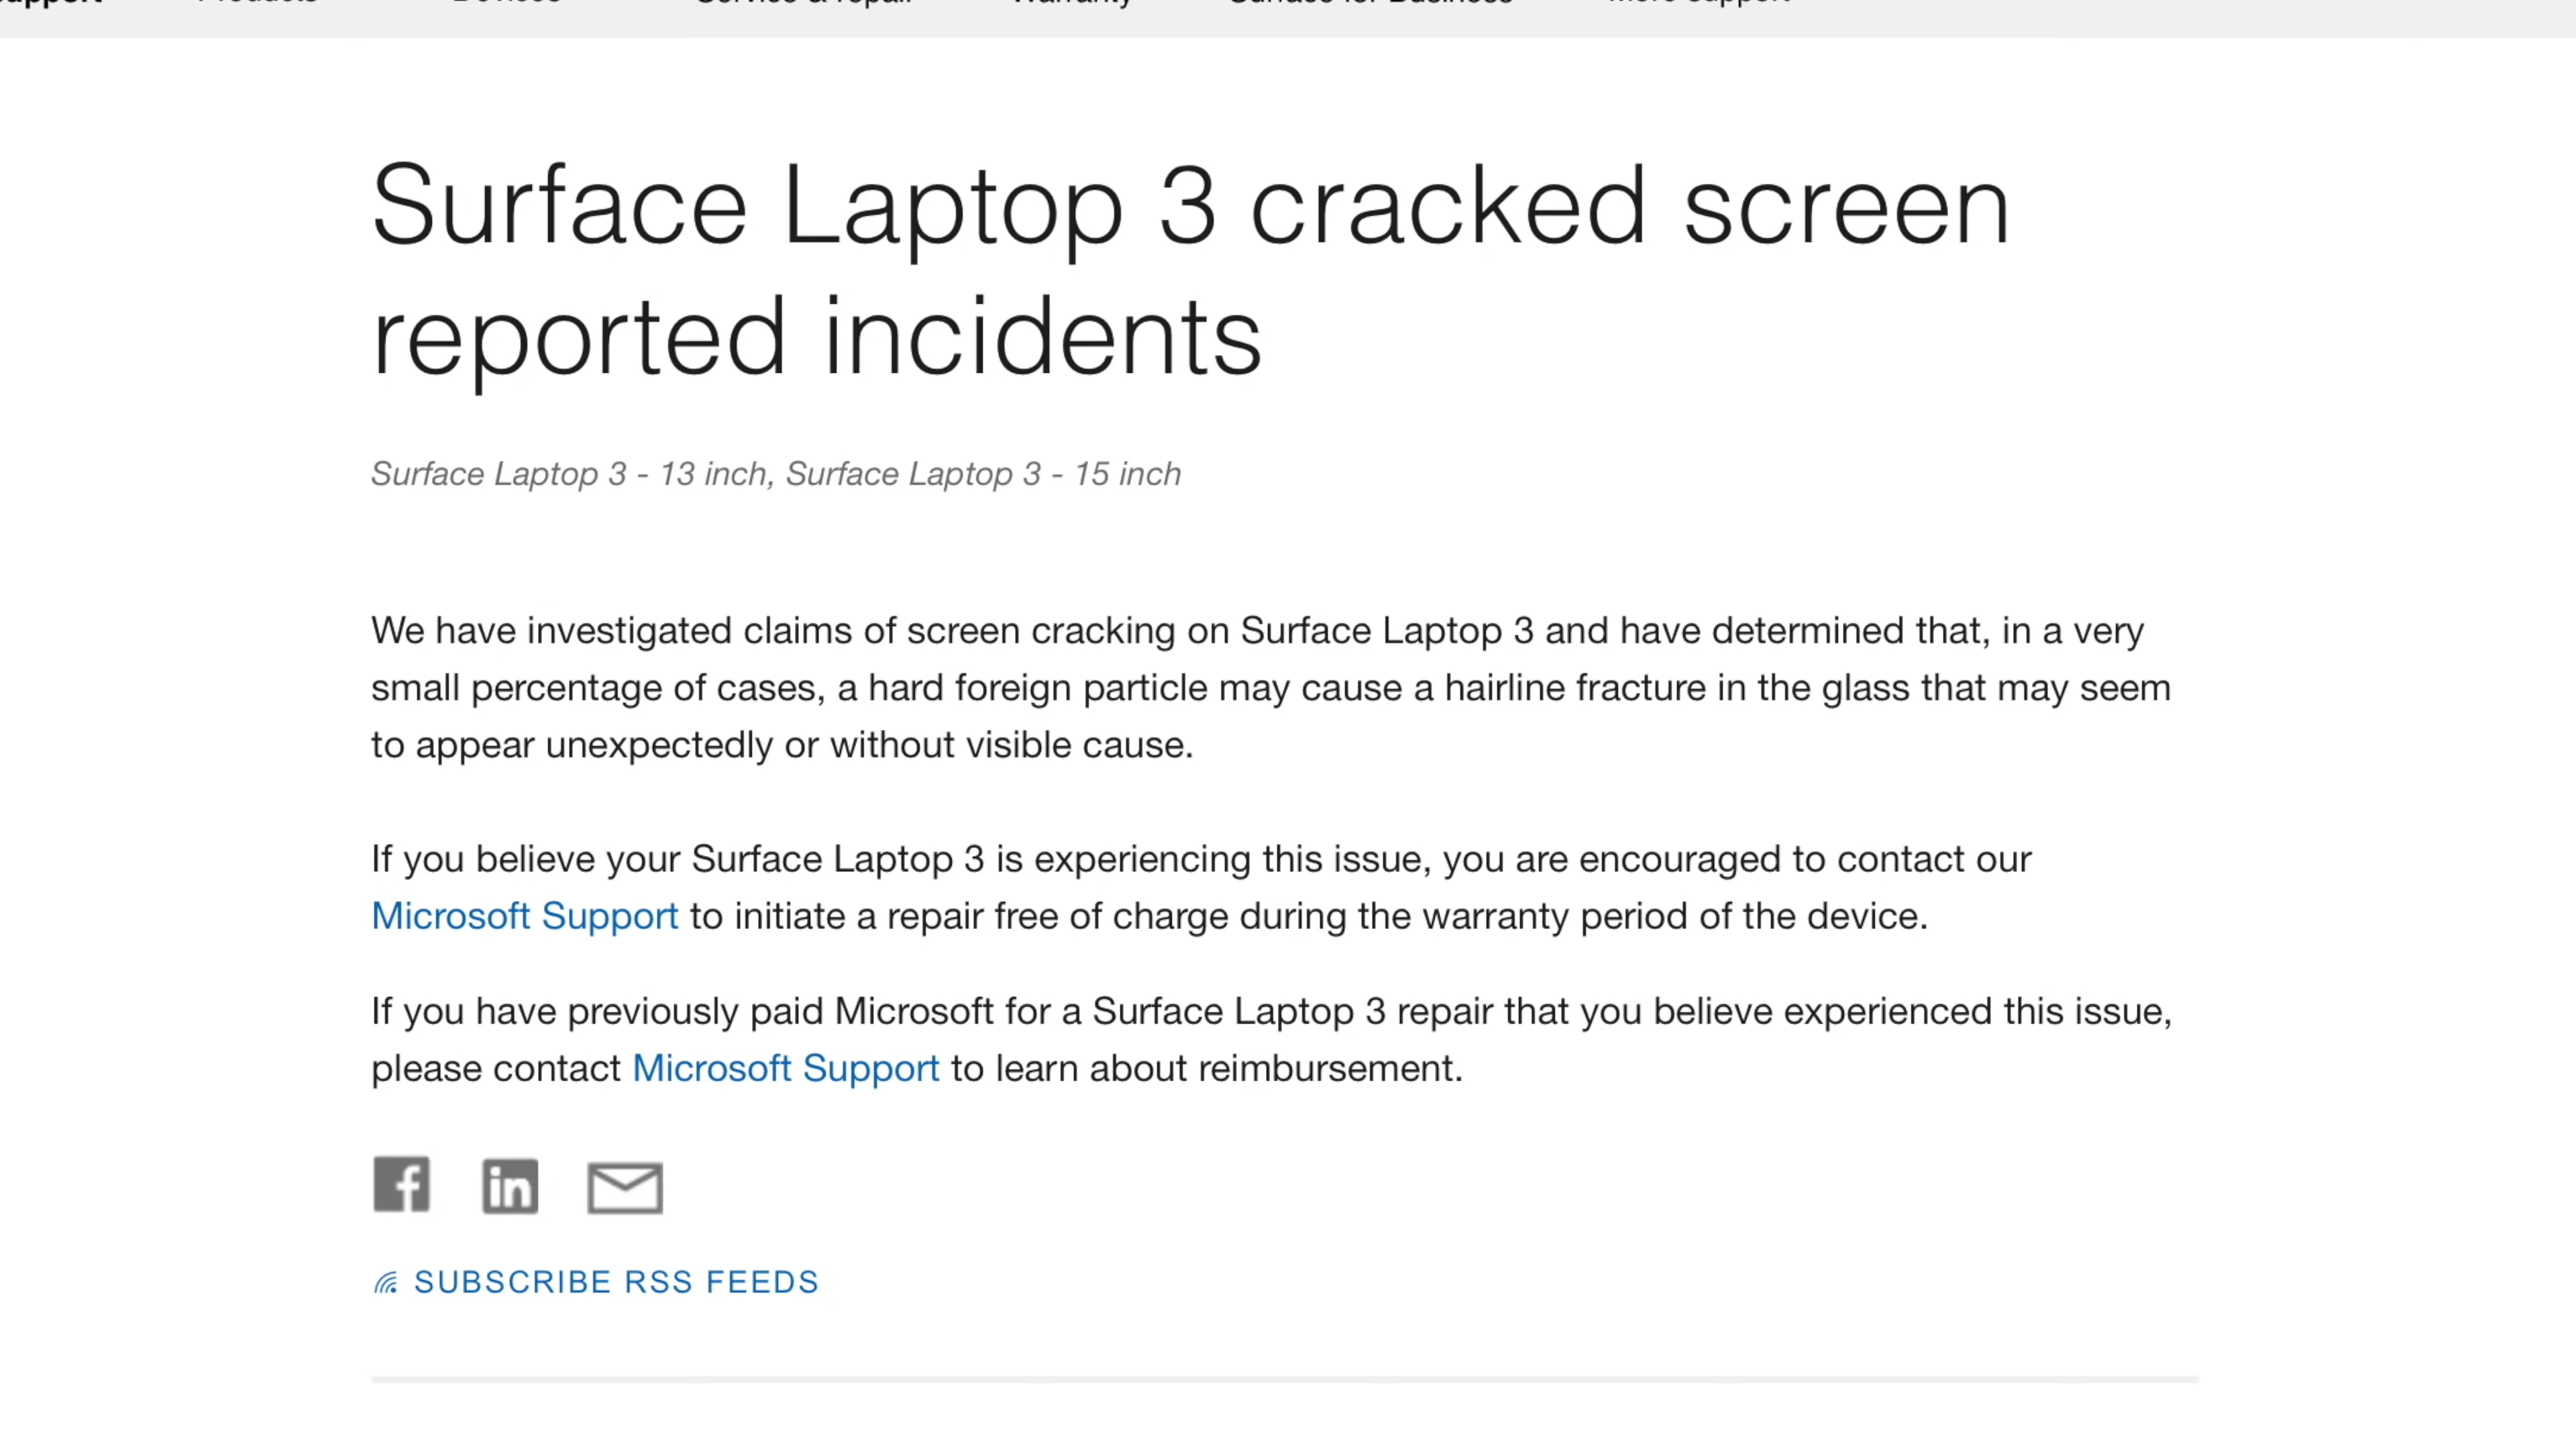 Surface Laptop 3 cracked screen
reported incidents
Surface Laptop 3 - 13 inch, Surface Laptop 3 - 15 inch
We have investigated claims of screen cracking on Surface Laptop 3 and have determined that, in a very
small percentage of cases, a hard foreign particle may cause a hairline fracture in the glass that may seem
to appear unexpectedly or without visible cause.
If you believe your Surface Laptop 3 is experiencing this issue, you are encouraged to contact our
Microsoft Support to initiate a repair free of charge during the warranty period of the device.
If you have previously paid Microsoft for a Surface Laptop 3 repair that you believe experienced this issue,
please contact Microsoft Support to learn about reimbursement.
f in
SUBSCRIBE RSS FEEDS